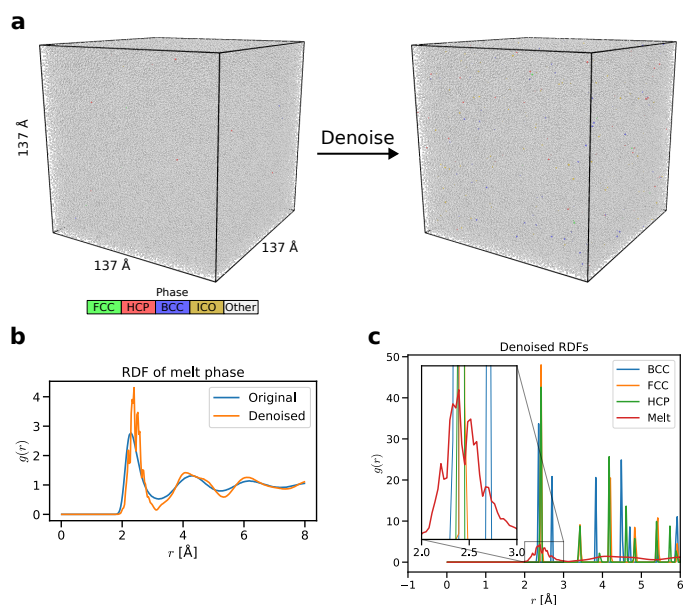 a
137 Å
137 Å
137 Å
Denoise
Phase
FCC HCP BCC ICO Other
b
RDF of melt phase
Original
Denoised
g(r)
4
3
2
1
0
0 2 4 6 8
r [Å]
c
Denoised RDFs
BCC
FCC
HCP
Melt
g(r)
50
40
30
20
10
0
2.0 2.5 3.0
−1 0 1 2 3 4 5 6
r [Å]